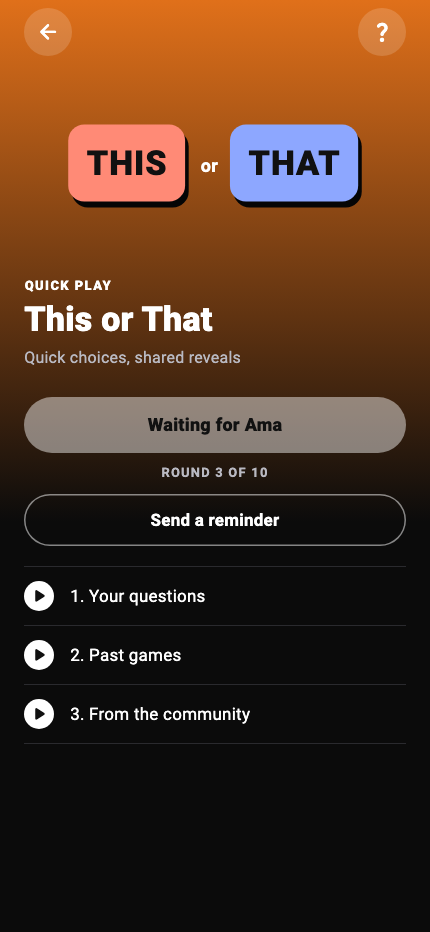 ?
THIS or THAT
QUICK PLAY
This or That
Quick choices, shared reveals
Waiting for Ama
ROUND 3 OF 10
Send a reminder
1. Your questions
2. Past games
3. From the community